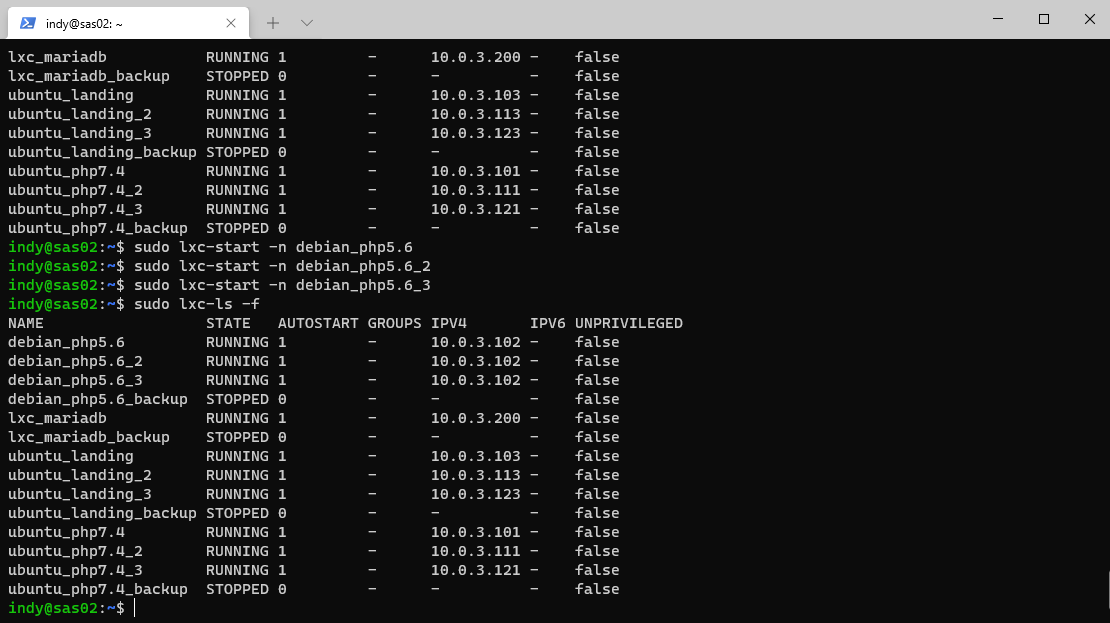 indy@sas02: ~
lxc_mariadb           RUNNING 1         -      10.0.3.200 -    false
lxc_mariadb_backup    STOPPED 0         -      -          -    false
ubuntu_landing        RUNNING 1         -      10.0.3.103 -    false
ubuntu_landing_2      RUNNING 1         -      10.0.3.113 -    false
ubuntu_landing_3      RUNNING 1         -      10.0.3.123 -    false
ubuntu_landing_backup STOPPED 0         -      -          -    false
ubuntu_php7.4         RUNNING 1         -      10.0.3.101 -    false
ubuntu_php7.4_2       RUNNING 1         -      10.0.3.111 -    false
ubuntu_php7.4_3       RUNNING 1         -      10.0.3.121 -    false
ubuntu_php7.4_backup  STOPPED 0         -      -          -    false
indy@sas02:~$ sudo lxc-start -n debian_php5.6
indy@sas02:~$ sudo lxc-start -n debian_php5.6_2
indy@sas02:~$ sudo lxc-start -n debian_php5.6_3
indy@sas02:~$ sudo lxc-ls -f
NAME                  STATE   AUTOSTART GROUPS IPV4       IPV6 UNPRIVILEGED
debian_php5.6         RUNNING 1         -      10.0.3.102 -    false
debian_php5.6_2       RUNNING 1         -      10.0.3.102 -    false
debian_php5.6_3       RUNNING 1         -      10.0.3.102 -    false
debian_php5.6_backup  STOPPED 0         -      -          -    false
lxc_mariadb           RUNNING 1         -      10.0.3.200 -    false
lxc_mariadb_backup    STOPPED 0         -      -          -    false
ubuntu_landing        RUNNING 1         -      10.0.3.103 -    false
ubuntu_landing_2      RUNNING 1         -      10.0.3.113 -    false
ubuntu_landing_3      RUNNING 1         -      10.0.3.123 -    false
ubuntu_landing_backup STOPPED 0         -      -          -    false
ubuntu_php7.4         RUNNING 1         -      10.0.3.101 -    false
ubuntu_php7.4_2       RUNNING 1         -      10.0.3.111 -    false
ubuntu_php7.4_3       RUNNING 1         -      10.0.3.121 -    false
ubuntu_php7.4_backup  STOPPED 0         -      -          -    false
indy@sas02:~$